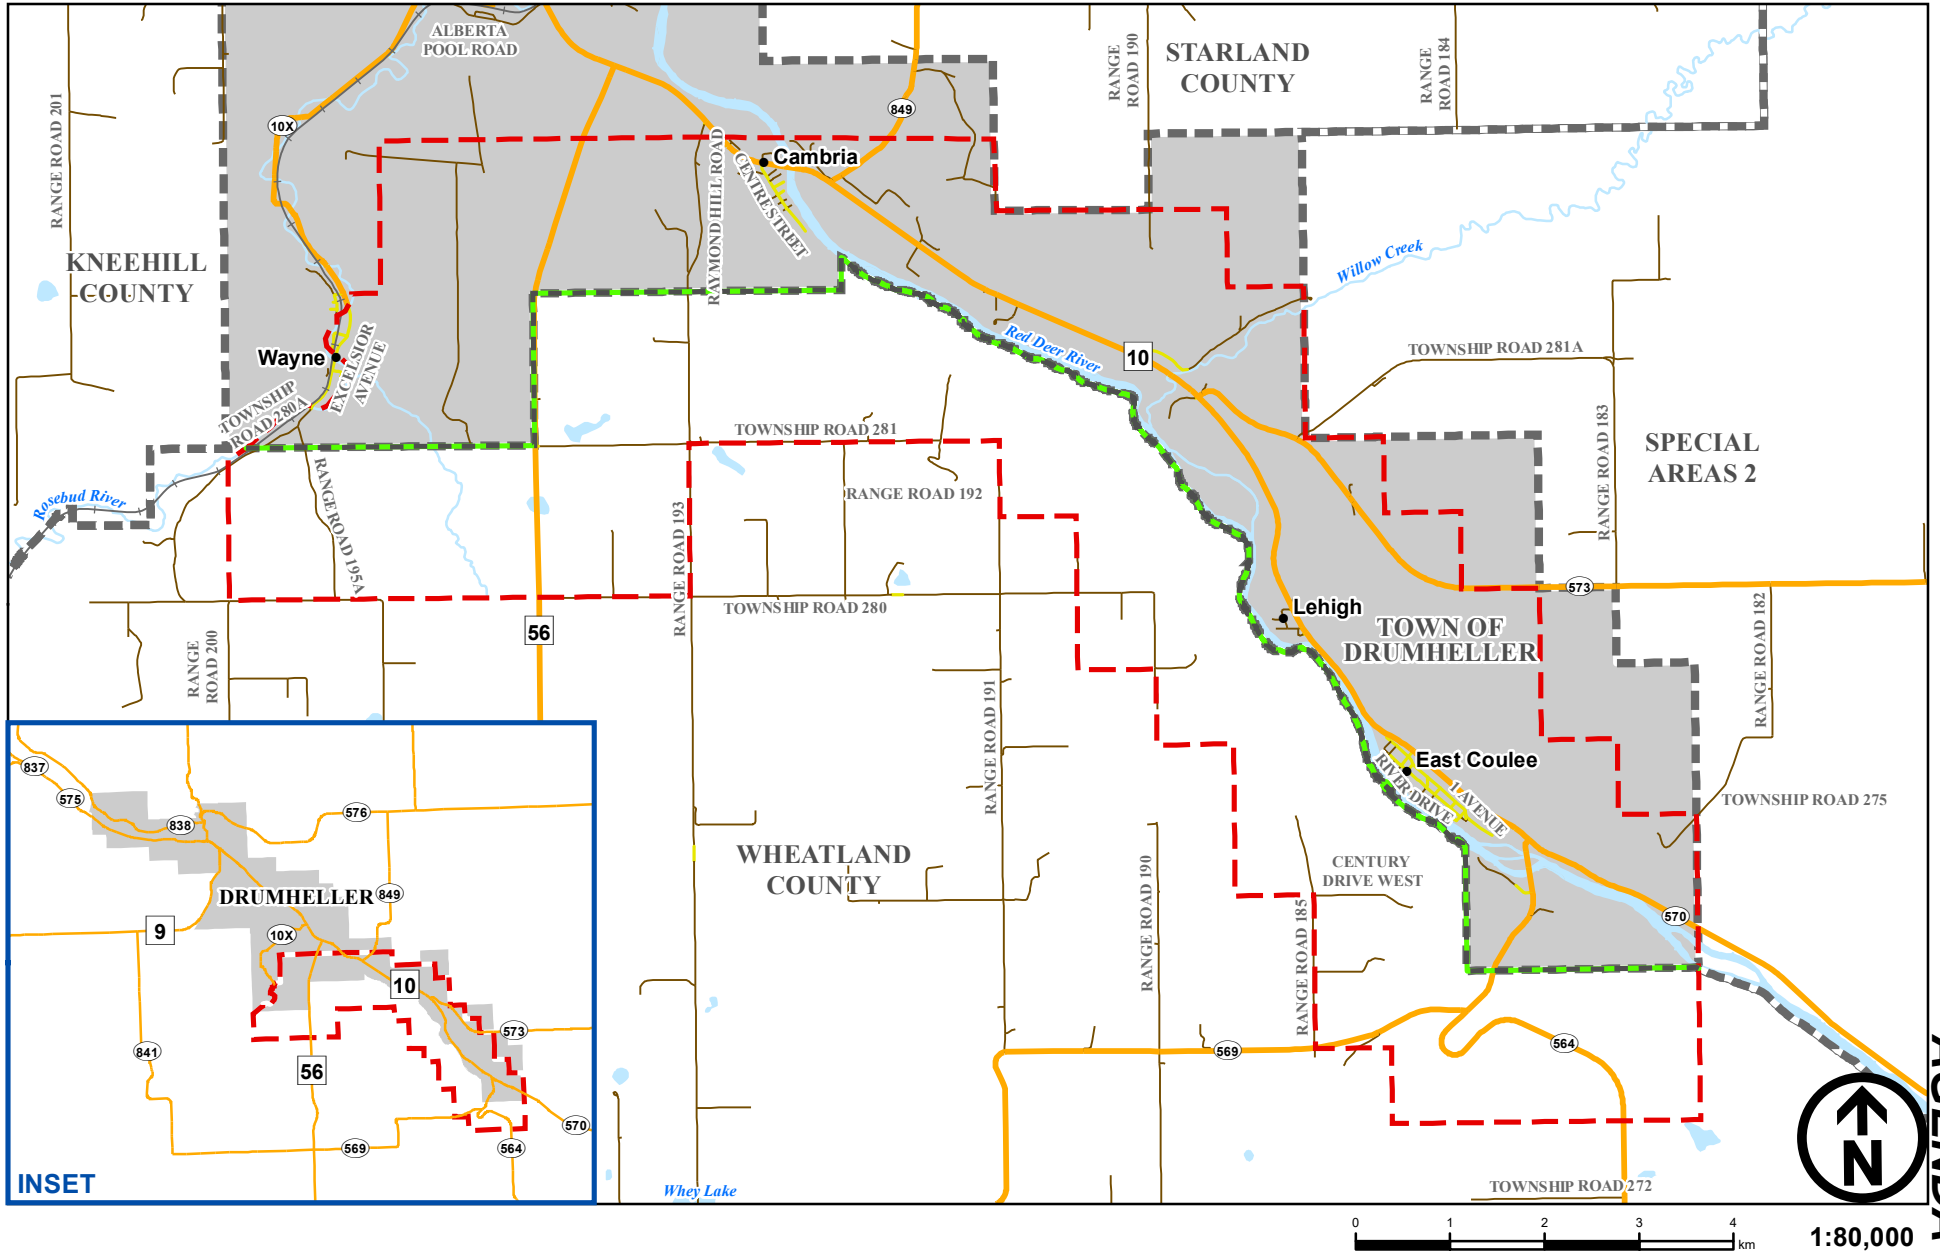 ALBERTA
POOL ROAD
RANGE
ROAD 190
STARLAND
COUNTY
RANGE
ROAD 184
RANGE ROAD 201
10X
849
RAYMOND HILL ROAD
CENTRE STREET
Cambria
KNEEHILL
COUNTY
Willow Creek
Wayne
EXCELSIOR
AVENUE
TOWNSHIP
ROAD 280A
Red Deer River
10
TOWNSHIP ROAD 281A
TOWNSHIP ROAD 281
RANGE ROAD 183
SPECIAL
AREAS 2
Rosebud River
RANGE ROAD 195A
RANGE ROAD 193
RANGE ROAD 192
573
TOWNSHIP ROAD 280
56
Lehigh
TOWN OF
DRUMHELLER
RANGE ROAD 182
RANGE
ROAD 200
RANGE ROAD 191
East Coulee
RIVER DRIVE
1 AVENUE
TOWNSHIP ROAD 275
WHEATLAND
COUNTY
CENTURY
DRIVE WEST
RANGE ROAD 190
RANGE ROAD 185
570
569
564
Whey Lake
TOWNSHIP ROAD 272
837
575
838
576
DRUMHELLER
849
9
10X
10
573
841
56
570
569
564
INSET
N
0 1 2 3 4
km
1:80,000
AGENDA